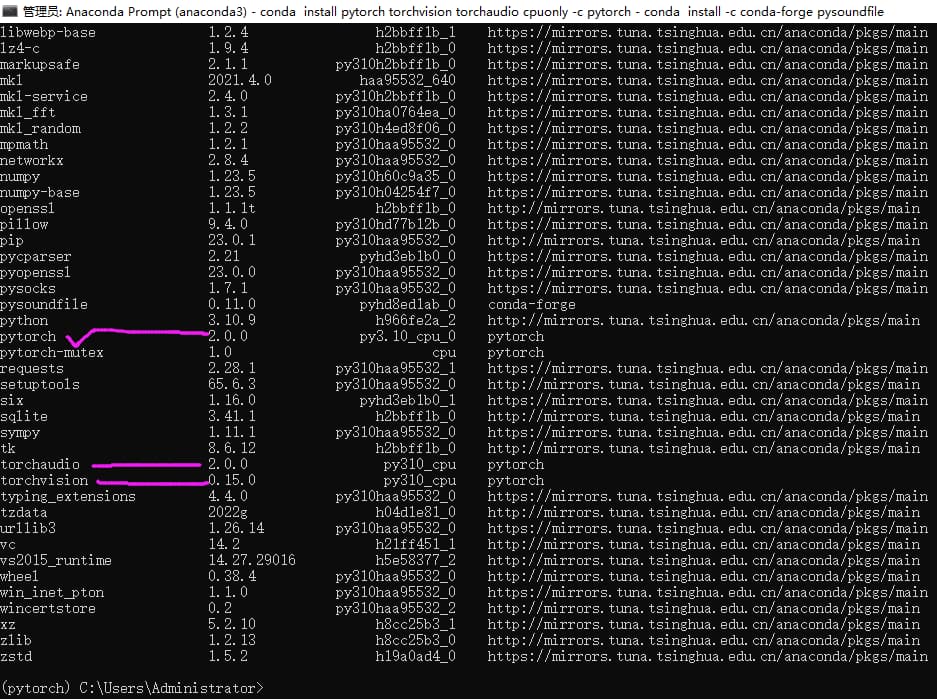 管理员: Anaconda Prompt (anaconda3) - conda  install pytorch torchvision torchaudio cpuonly -c pytorch - conda  install -c conda-forge pysoundfile
libwebp-base 1.2.4 h2bbff1b_1 https://mirrors.tuna.tsinghua.edu.cn/anaconda/pkgs/main
lz4-c 1.9.4 h2bbff1b_0 https://mirrors.tuna.tsinghua.edu.cn/anaconda/pkgs/main
markupsafe 2.1.1 py310h2bbff1b_0 https://mirrors.tuna.tsinghua.edu.cn/anaconda/pkgs/main
mkl 2021.4.0 haa95532_640 https://mirrors.tuna.tsinghua.edu.cn/anaconda/pkgs/main
mkl-service 2.4.0 py310h2bbff1b_0 https://mirrors.tuna.tsinghua.edu.cn/anaconda/pkgs/main
mkl_fft 1.3.1 py310ha0764ea_0 https://mirrors.tuna.tsinghua.edu.cn/anaconda/pkgs/main
mkl_random 1.2.2 py310h4ed8f06_0 https://mirrors.tuna.tsinghua.edu.cn/anaconda/pkgs/main
mpmath 1.2.1 py310haa95532_0 https://mirrors.tuna.tsinghua.edu.cn/anaconda/pkgs/main
networkx 2.8.4 py310haa95532_0 https://mirrors.tuna.tsinghua.edu.cn/anaconda/pkgs/main
numpy 1.23.5 py310h60c9a35_0 https://mirrors.tuna.tsinghua.edu.cn/anaconda/pkgs/main
numpy-base 1.23.5 py310h04254f7_0 https://mirrors.tuna.tsinghua.edu.cn/anaconda/pkgs/main
openssl 1.1.1t h2bbff1b_0 http://mirrors.tuna.tsinghua.edu.cn/anaconda/pkgs/main
pillow 9.4.0 py310hd77b12b_0 https://mirrors.tuna.tsinghua.edu.cn/anaconda/pkgs/main
pip 23.0.1 py310haa95532_0 http://mirrors.tuna.tsinghua.edu.cn/anaconda/pkgs/main
pycparser 2.21 pyhd3eb1b0_0 https://mirrors.tuna.tsinghua.edu.cn/anaconda/pkgs/main
pyopenssl 23.0.0 py310haa95532_0 https://mirrors.tuna.tsinghua.edu.cn/anaconda/pkgs/main
pysocks 1.7.1 py310haa95532_0 https://mirrors.tuna.tsinghua.edu.cn/anaconda/pkgs/main
pysoundfile 0.11.0 pyhd8ed1ab_0 conda-forge
python 3.10.9 h966fe2a_2 http://mirrors.tuna.tsinghua.edu.cn/anaconda/pkgs/main
pytorch 2.0.0 py3.10_cpu_0 pytorch
pytorch-mutex 1.0 cpu pytorch
requests 2.28.1 py310haa95532_1 https://mirrors.tuna.tsinghua.edu.cn/anaconda/pkgs/main
setuptools 65.6.3 py310haa95532_0 http://mirrors.tuna.tsinghua.edu.cn/anaconda/pkgs/main
six 1.16.0 pyhd3eb1b0_1 https://mirrors.tuna.tsinghua.edu.cn/anaconda/pkgs/main
sqlite 3.41.1 h2bbff1b_0 http://mirrors.tuna.tsinghua.edu.cn/anaconda/pkgs/main
sympy 1.11.1 py310haa95532_0 https://mirrors.tuna.tsinghua.edu.cn/anaconda/pkgs/main
tk 8.6.12 h2bbff1b_0 http://mirrors.tuna.tsinghua.edu.cn/anaconda/pkgs/main
torchaudio 2.0.0 py310_cpu pytorch
torchvision 0.15.0 py310_cpu pytorch
typing_extensions 4.4.0 py310haa95532_0 https://mirrors.tuna.tsinghua.edu.cn/anaconda/pkgs/main
tzdata 2022g h04d1e81_0 http://mirrors.tuna.tsinghua.edu.cn/anaconda/pkgs/main
urllib3 1.26.14 py310haa95532_0 https://mirrors.tuna.tsinghua.edu.cn/anaconda/pkgs/main
vc 14.2 h21ff451_1 http://mirrors.tuna.tsinghua.edu.cn/anaconda/pkgs/main
vs2015_runtime 14.27.29016 h5e58377_2 http://mirrors.tuna.tsinghua.edu.cn/anaconda/pkgs/main
wheel 0.38.4 py310haa95532_0 http://mirrors.tuna.tsinghua.edu.cn/anaconda/pkgs/main
win_inet_pton 1.1.0 py310haa95532_0 https://mirrors.tuna.tsinghua.edu.cn/anaconda/pkgs/main
wincertstore 0.2 py310haa95532_2 http://mirrors.tuna.tsinghua.edu.cn/anaconda/pkgs/main
xz 5.2.10 h8cc25b3_1 http://mirrors.tuna.tsinghua.edu.cn/anaconda/pkgs/main
zlib 1.2.13 h8cc25b3_0 http://mirrors.tuna.tsinghua.edu.cn/anaconda/pkgs/main
zstd 1.5.2 h19a0ad4_0 https://mirrors.tuna.tsinghua.edu.cn/anaconda/pkgs/main
(pytorch) C:\Users\Administrator>